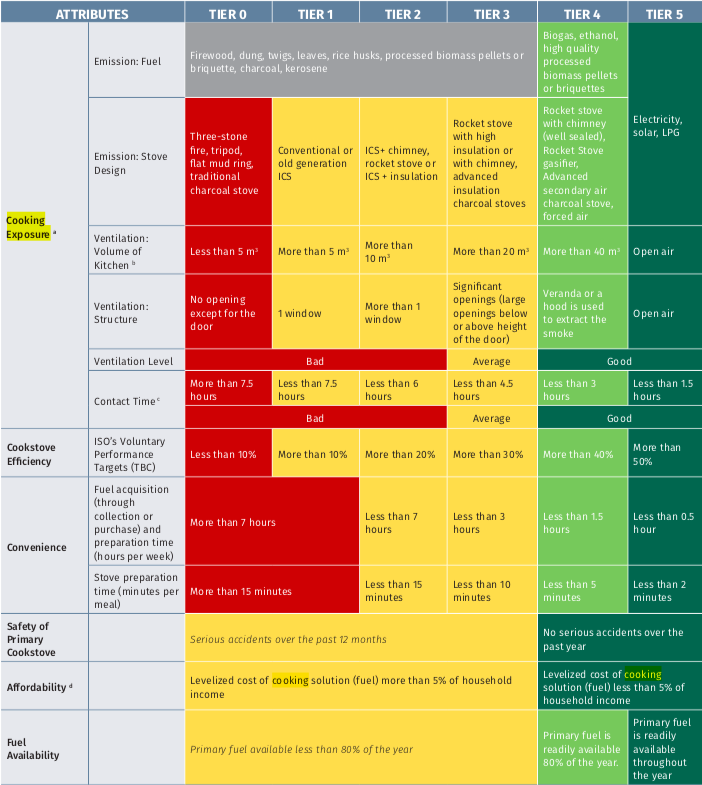 ATTRIBUTES TIER 0 TIER 1 TIER 2 TIER 3 TIER 4 TIER 5
Cooking
Exposure a
Emission: Fuel
Firewood, dung, twigs, leaves, rice husks, processed biomass pellets or
briquette, charcoal, kerosene
Biogas, ethanol,
high quality
processed
biomass pellets
or briquettes
Electricity,
solar, LPG
Emission: Stove
Design
Three-stone
fire, tripod,
flat mud ring,
traditional
charcoal stove
Conventional or
old generation
ICS
ICS+ chimney,
rocket stove or
ICS + insulation
Rocket stove
with high
insulation or
with chimney,
advanced
insulation
charcoal stoves
Rocket stove
with chimney
(well sealed),
Rocket Stove
gasifier,
Advanced
secondary air
charcoal stove,
forced air
Ventilation:
Volume of
Kitchen b
Less than 5 m³
More than 5 m³
More than
10 m³
More than 20 m³
More than 40 m³
Open air
Ventilation:
Structure
No opening
except for the
door
1 window
More than 1
window
Significant
openings (large
openings below
or above height
of the door)
Veranda or a
hood is used
to extract the
smoke
Open air
Ventilation Level
Bad
Average
Good
Contact Time c
More than 7.5
hours
Less than 7.5
hours
Less than 6
hours
Less than 4.5
hours
Less than 3
hours
Less than 1.5
hours
Bad
Average
Good
Cookstove
Efficiency
ISO's Voluntary
Performance
Targets (TBC)
Less than 10%
More than 10%
More than 20%
More than 30%
More than 40%
More than
50%
Convenience
Fuel acquisition
(through
collection or
purchase) and
preparation time
(hours per week)
More than 7 hours
Less than 7
hours
Less than 3
hours
Less than 1.5
hours
Less than 0.5
hour
Stove preparation
time (minutes per
meal)
More than 15 minutes
Less than 15
minutes
Less than 10
minutes
Less than 5
minutes
Less than 2
minutes
Safety of
Primary
Cookstove
Serious accidents over the past 12 months
No serious accidents over the
past year
Affordability d
Levelized cost of cooking solution (fuel) more than 5% of household
income
Levelized cost of cooking
solution (fuel) less than 5% of
household income
Fuel
Availability
Primary fuel available less than 80% of the year
Primary fuel is
readily available
80% of the year.
Primary fuel
is readily
available
throughout
the year